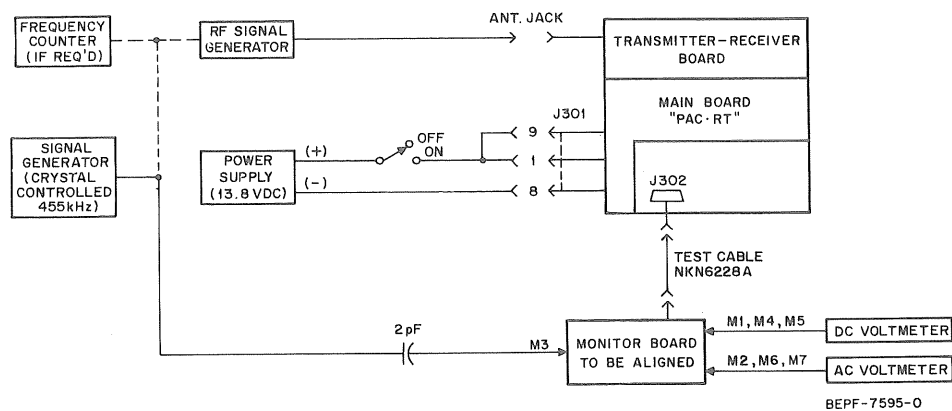 FREQUENCY
COUNTER
(IF REQ'D)
RF SIGNAL
GENERATOR
ANT. JACK
TRANSMITTER-RECEIVER
BOARD
MAIN BOARD
"PAC·RT"
J301
SIGNAL
GENERATOR
(CRYSTAL
CONTROLLED
455kHz)
POWER
SUPPLY
(13.8 VDC)
(+)
(-)
OFF
ON
9
1
8
J302
TEST CABLE
NKN6228A
2pF
M3
MONITOR BOARD
TO BE ALIGNED
M1, M4, M5
DC VOLTMETER
M2, M6, M7
AC VOLTMETER
BEPF-7595-O